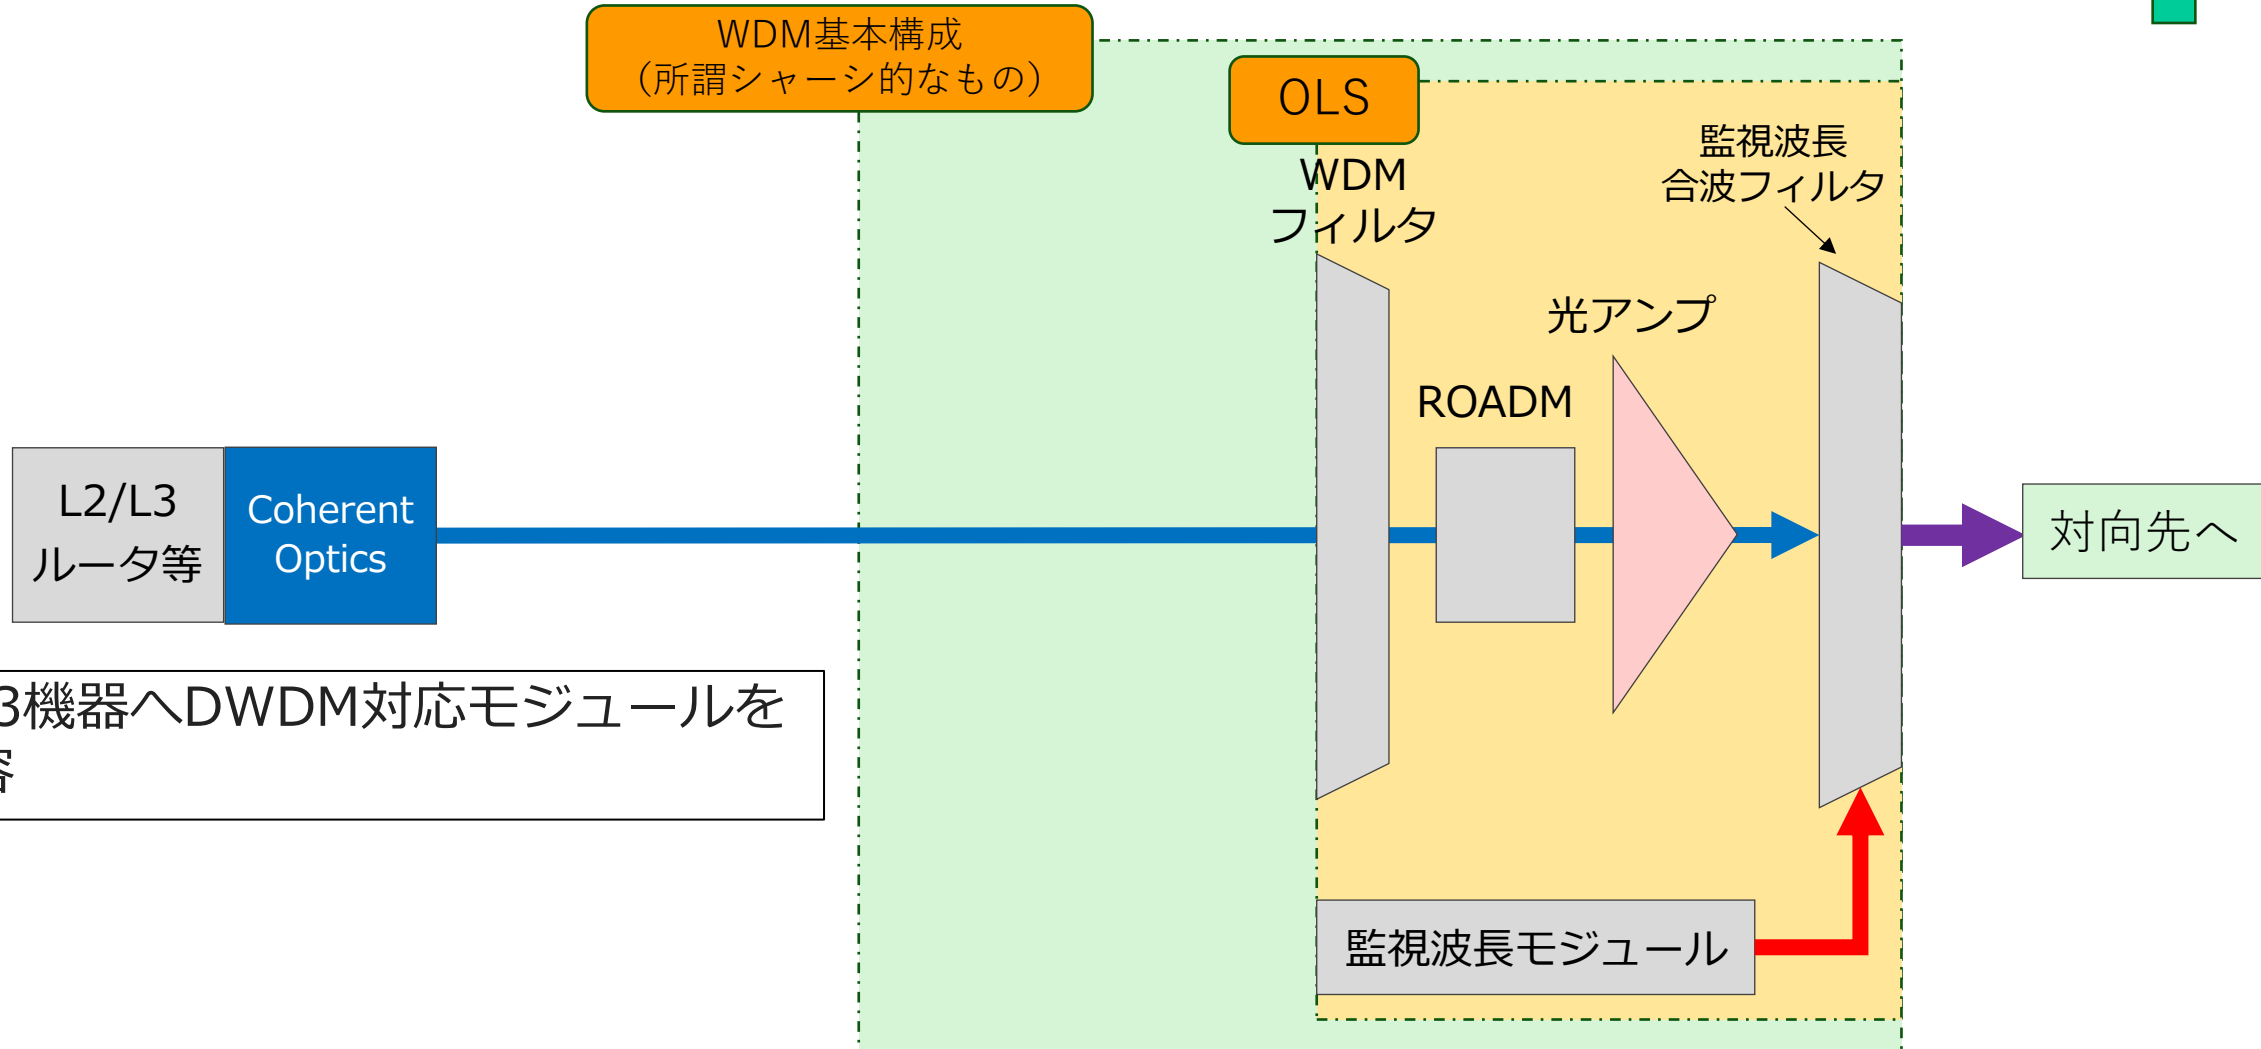 WDM基本構成
（所謂シャーシ的なもの）
OLS
WDM
フィルタ
監視波長
合波フィルタ
光アンプ
ROADM
L2/L3
ルータ等
Coherent
Optics
対向先へ
3機器へDWDM対応モジュールを
監視波長モジュール